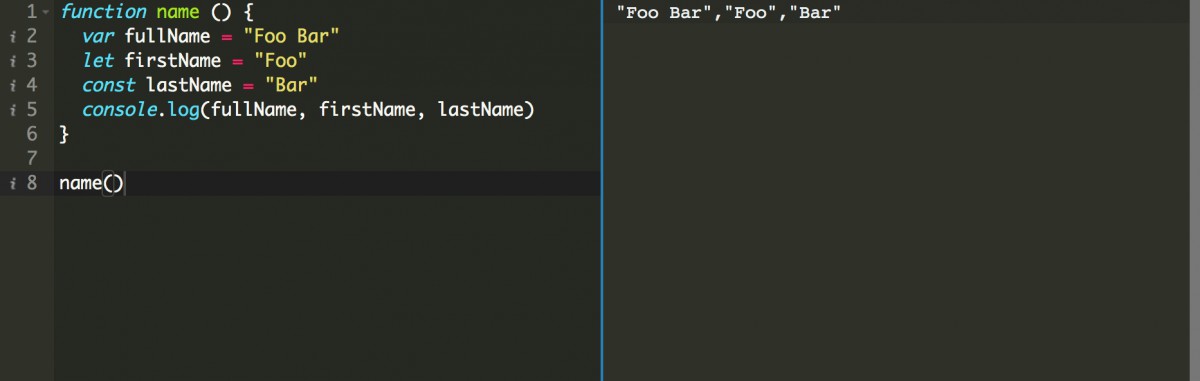 1 function name () {
i 2 var fullName = "Foo Bar"
i 3 let firstName = "Foo"
i 4 const lastName = "Bar"
i 5 console.log(fullName, firstName, lastName)
6 }
7
i 8 name()
"Foo Bar","Foo","Bar"